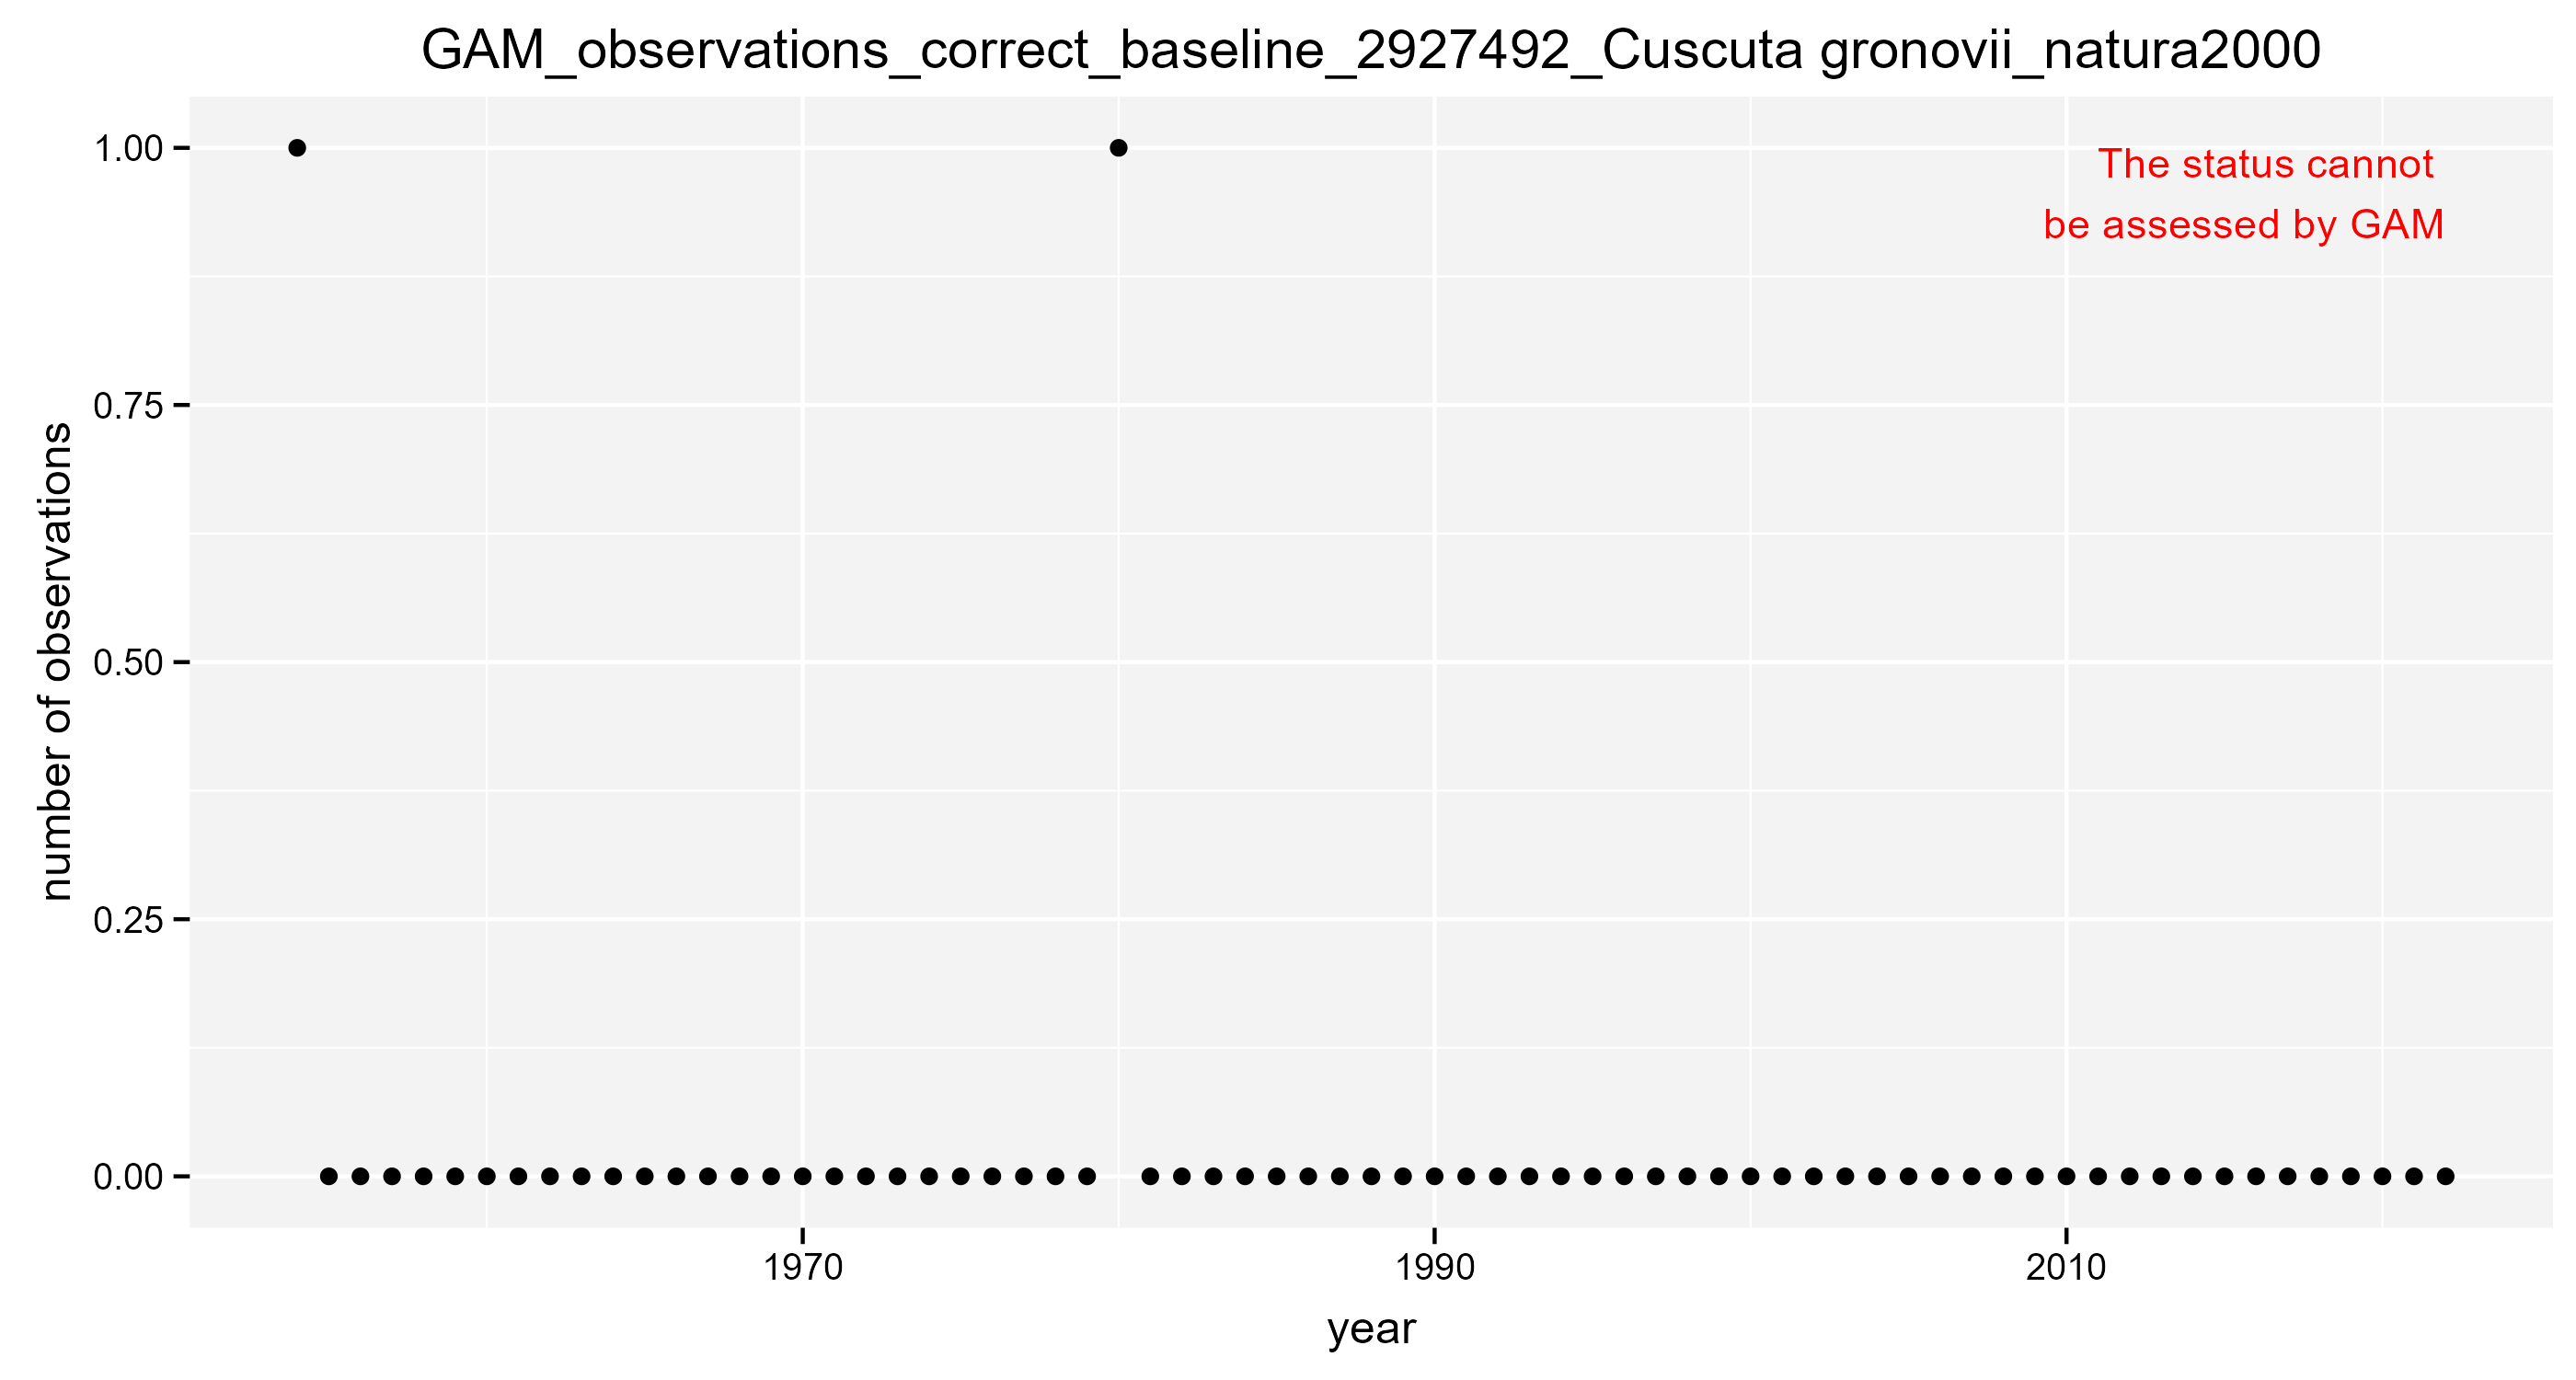 GAM_observations_correct_baseline_2927492_Cuscuta gronovii_natura2000
The status cannot
be assessed by GAM
1.00
0.75
0.50
0.25
0.00
number of observations
1970
1990
2010
year